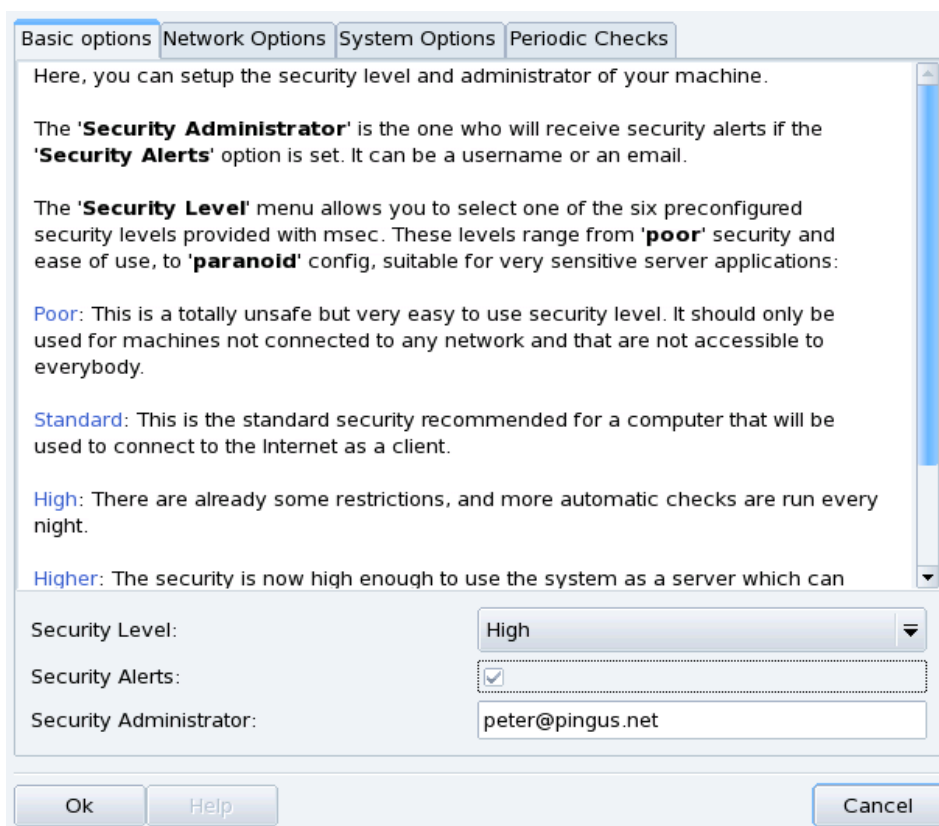 Basic options Network Options System Options Periodic Checks
Here, you can setup the security level and administrator of your machine.
The 'Security Administrator' is the one who will receive security alerts if the
'Security Alerts' option is set. It can be a username or an email.
The 'Security Level' menu allows you to select one of the six preconfigured
security levels provided with msec. These levels range from 'poor' security and
ease of use, to 'paranoid' config, suitable for very sensitive server applications:
Poor: This is a totally unsafe but very easy to use security level. It should only be
used for machines not connected to any network and that are not accessible to
everybody.
Standard: This is the standard security recommended for a computer that will be
used to connect to the Internet as a client.
High: There are already some restrictions, and more automatic checks are run every
night.
Higher: The security is now high enough to use the system as a server which can
Security Level: High
Security Alerts:
Security Administrator: peter@pingus.net
Ok Help Cancel